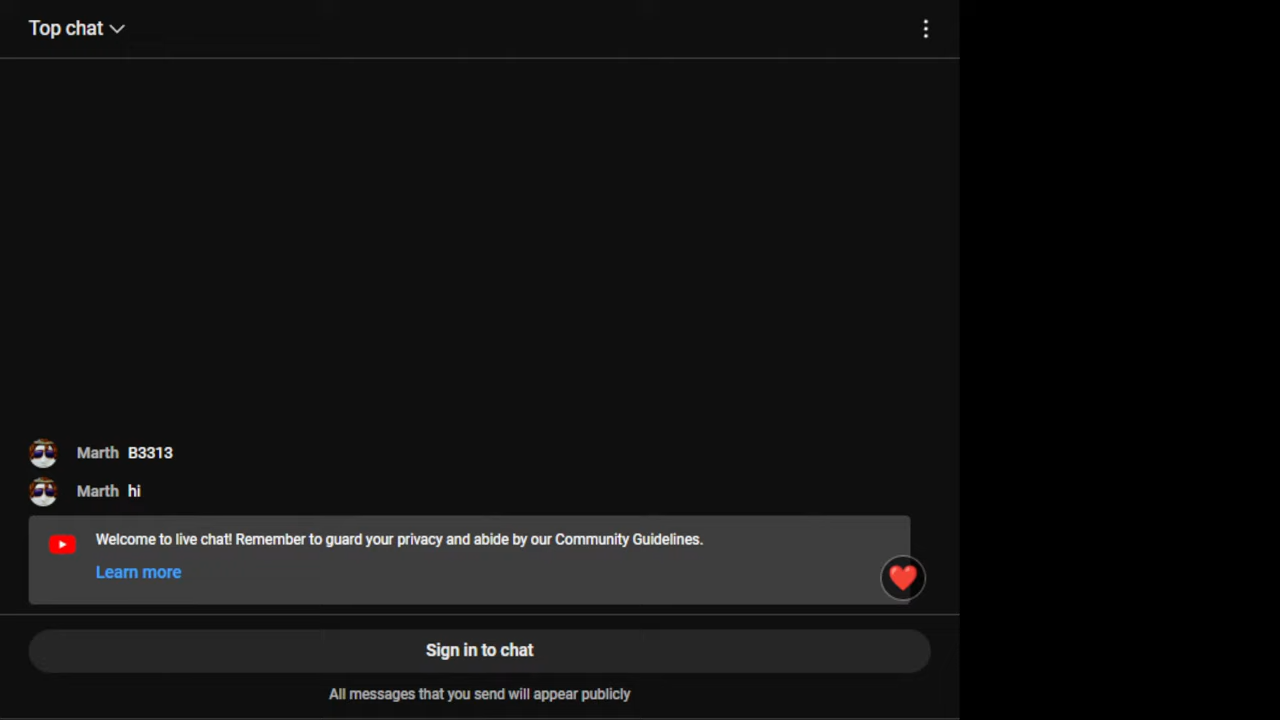 Top chat
Marth B3313
Marth hi
Welcome to live chat! Remember to guard your privacy and abide by our Community Guidelines.
Learn more
Sign in to chat
All messages that you send will appear publicly